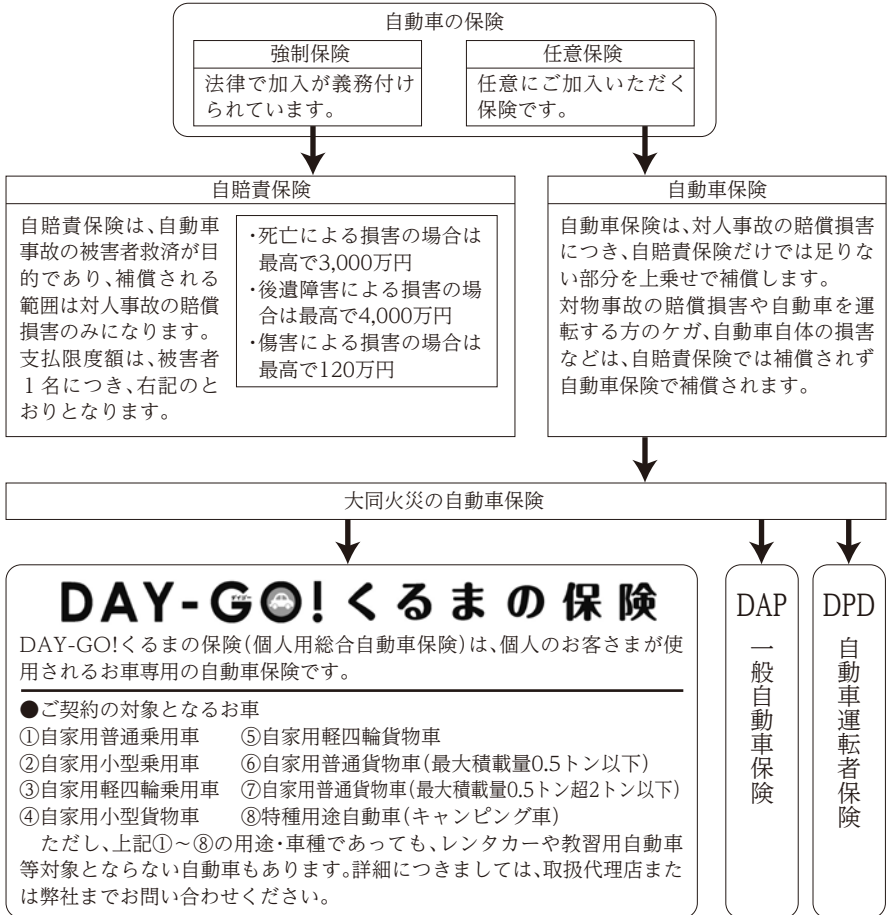 自動車の保険
強制保険
法律で加入が義務付け
られています。
任意保険
任意にご加入いただく
保険です。
自賠責保険
自賠責保険は、自動車
事故の被害者救済が目
的であり、補償される
範囲は対人事故の賠償
損害のみになります。
支払限度額は、被害者
1名につき、右記のと
おりとなります。
・死亡による損害の場合は
最高で3,000万円
・後遺障害による損害の場
合は最高で4,000万円
・傷害による損害の場合は
最高で120万円
自動車保険
自動車保険は、対人事故の賠償損害
につき、自賠責保険だけでは足りな
い部分を上乗せで補償します。
対物事故の賠償損害や自動車を運
転する方のケガ、自動車自体の損害
などは、自賠責保険では補償されず
自動車保険で補償されます。
大同火災の自動車保険
DAY-GO!くるまの保険
DAY-GO!くるまの保険(個人用総合自動車保険)は、個人のお客さまが使
用されるお車専用の自動車保険です。
●ご契約の対象となるお車
①自家用普通乗用車 ⑤自家用軽四輪貨物車
②自家用小型乗用車 ⑥自家用普通貨物車(最大積載量0.5トン以下)
③自家用軽四輪乗用車 ⑦自家用普通貨物車(最大積載量0.5トン超2トン以下)
④自家用小型貨物車 ⑧特種用途自動車(キャンピング車)
ただし、上記①~⑧の用途・車種であっても、レンタカーや教習用自動車
等対象とならない自動車もあります。詳細につきましては、取扱代理店また
は弊社までお問い合わせください。
DAP
一般自動車保険
DPD
自動車運転者保険